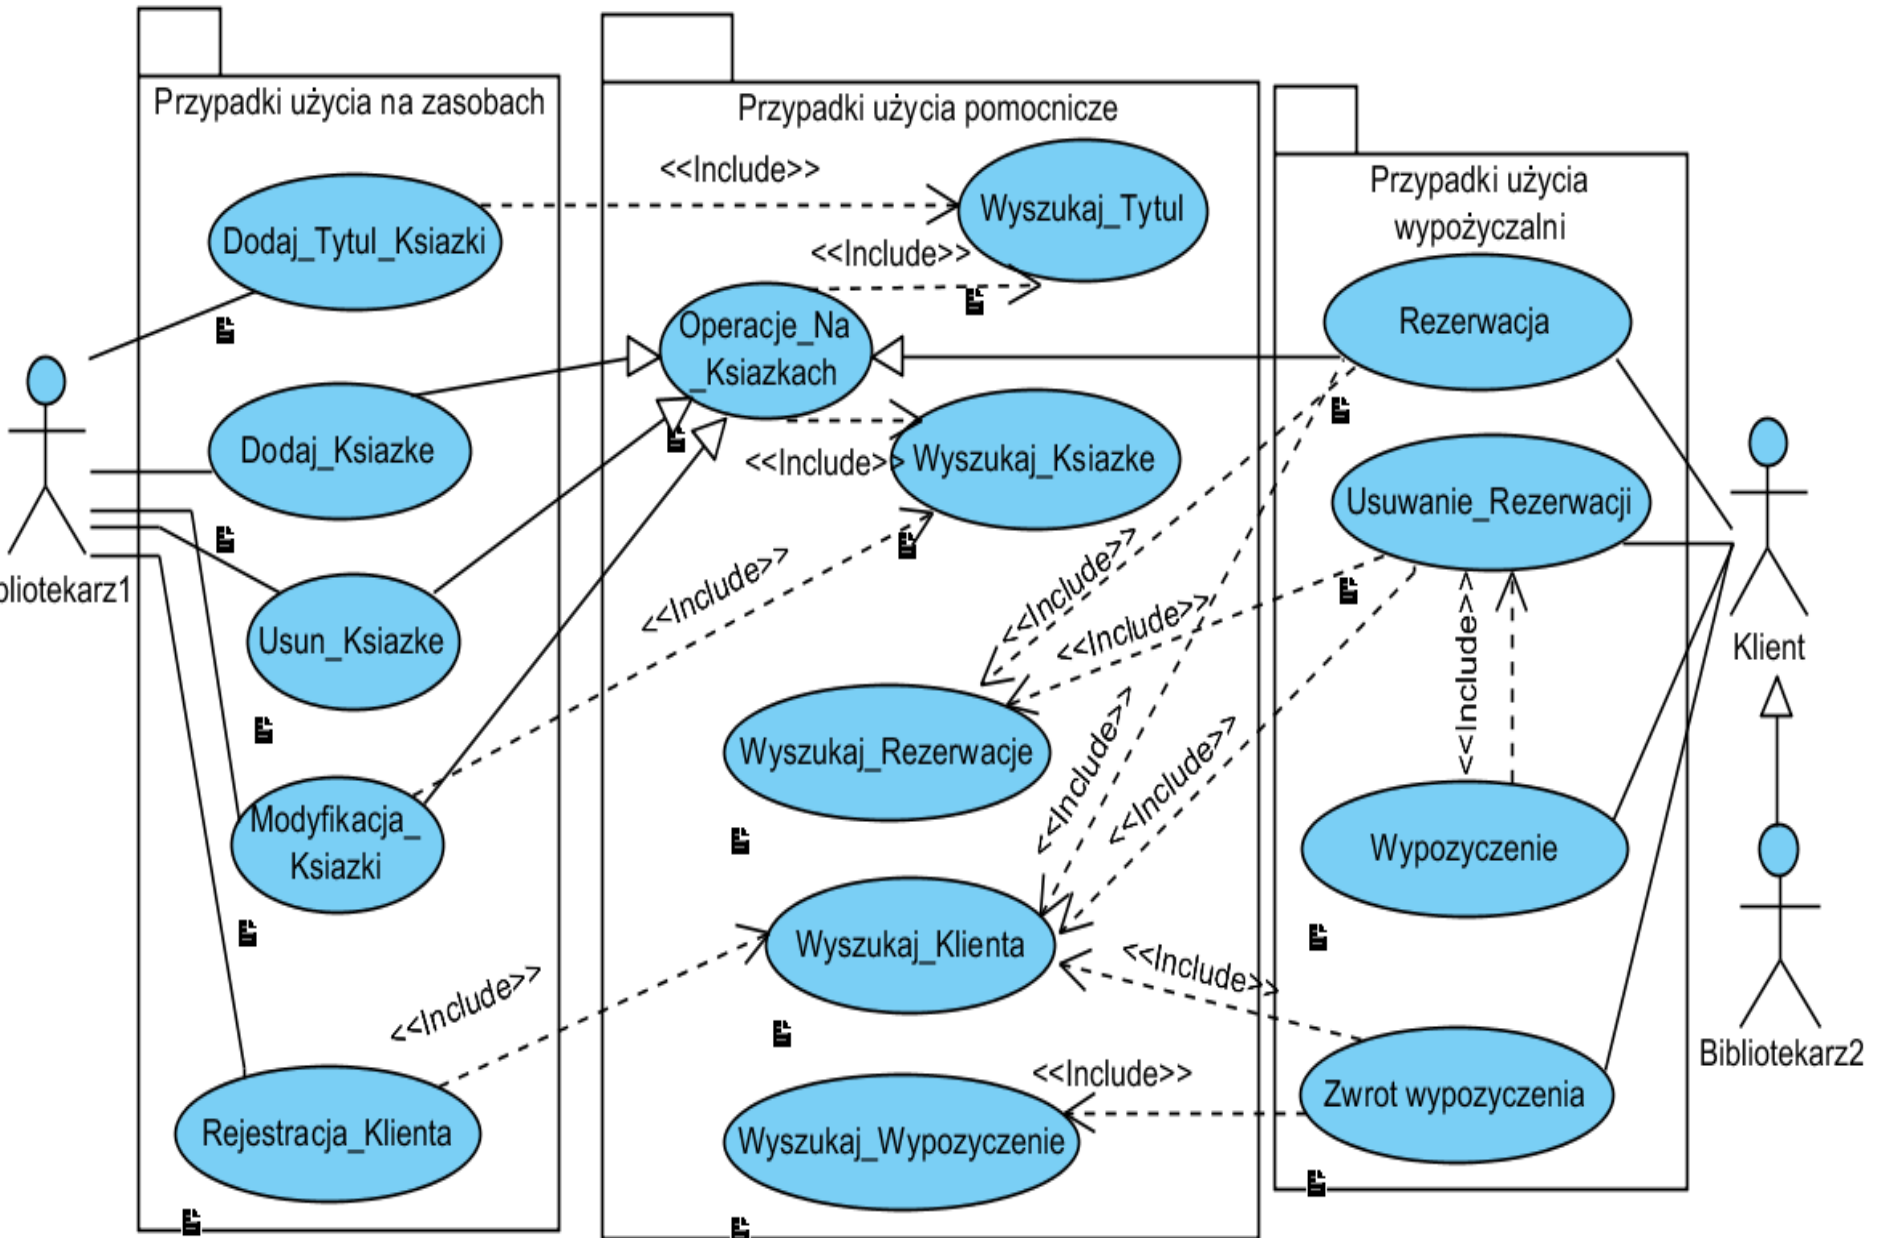 Przypadki użycia na zasobach
Dodaj_Tytul_Ksiazki
Dodaj_Ksiazke
Usun_Ksiazke
Modyfikacja_
Ksiazki
Rejestracja_Klienta
bliotekarz1
Przypadki użycia pomocnicze
<<Include>>
Wyszukaj_Tytul
<<Include>>
Operacje_Na
_Ksiazkach
<<Include>>
Wyszukaj_Ksiazke
<<Include>>
<<Include>>
<<Include>>
Wyszukaj_Rezerwacje
<<Include>>
<<Include>>
Wyszukaj_Klienta
<<Include>>
<<Include>>
<<Include>>
Wyszukaj_Wypozyczenie
Przypadki użycia
wypożyczalni
Rezerwacja
Usuwanie_Rezerwacji
<<Include>>
Wypozyczenie
Zwrot wypozyczenia
Klient
Bibliotekarz2